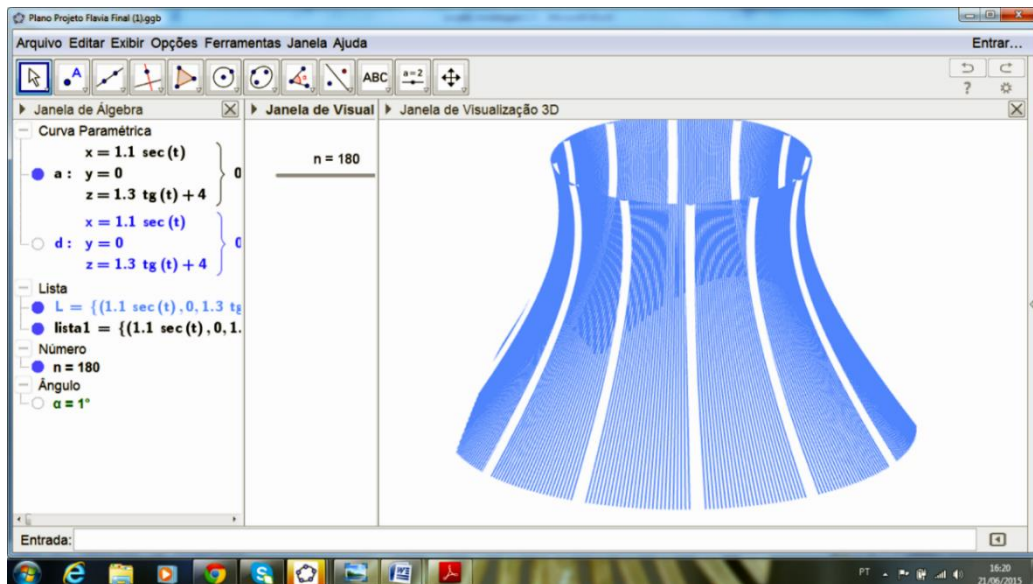 Plano Projeto Flavia Final (1).ggb
Arquivo Editar Exibir Opções Ferramentas Janela Ajuda
Entrar...
A
ABC
a=2
?
Janela de Álgebra
Janela de Visual
Janela de Visualização 3D
Curva Paramétrica
x = 1.1 sec(t)
a: y = 0
z = 1.3 tg(t) + 4
0
x = 1.1 sec(t)
d: y = 0
z = 1.3 tg(t) + 4
0
Lista
L = {(1.1 sec(t), 0, 1.3 tg
lista1 = {(1.1 sec(t), 0, 1.
Número
n = 180
Ângulo
α = 1°
n = 180
Entrada:
PT
16:20